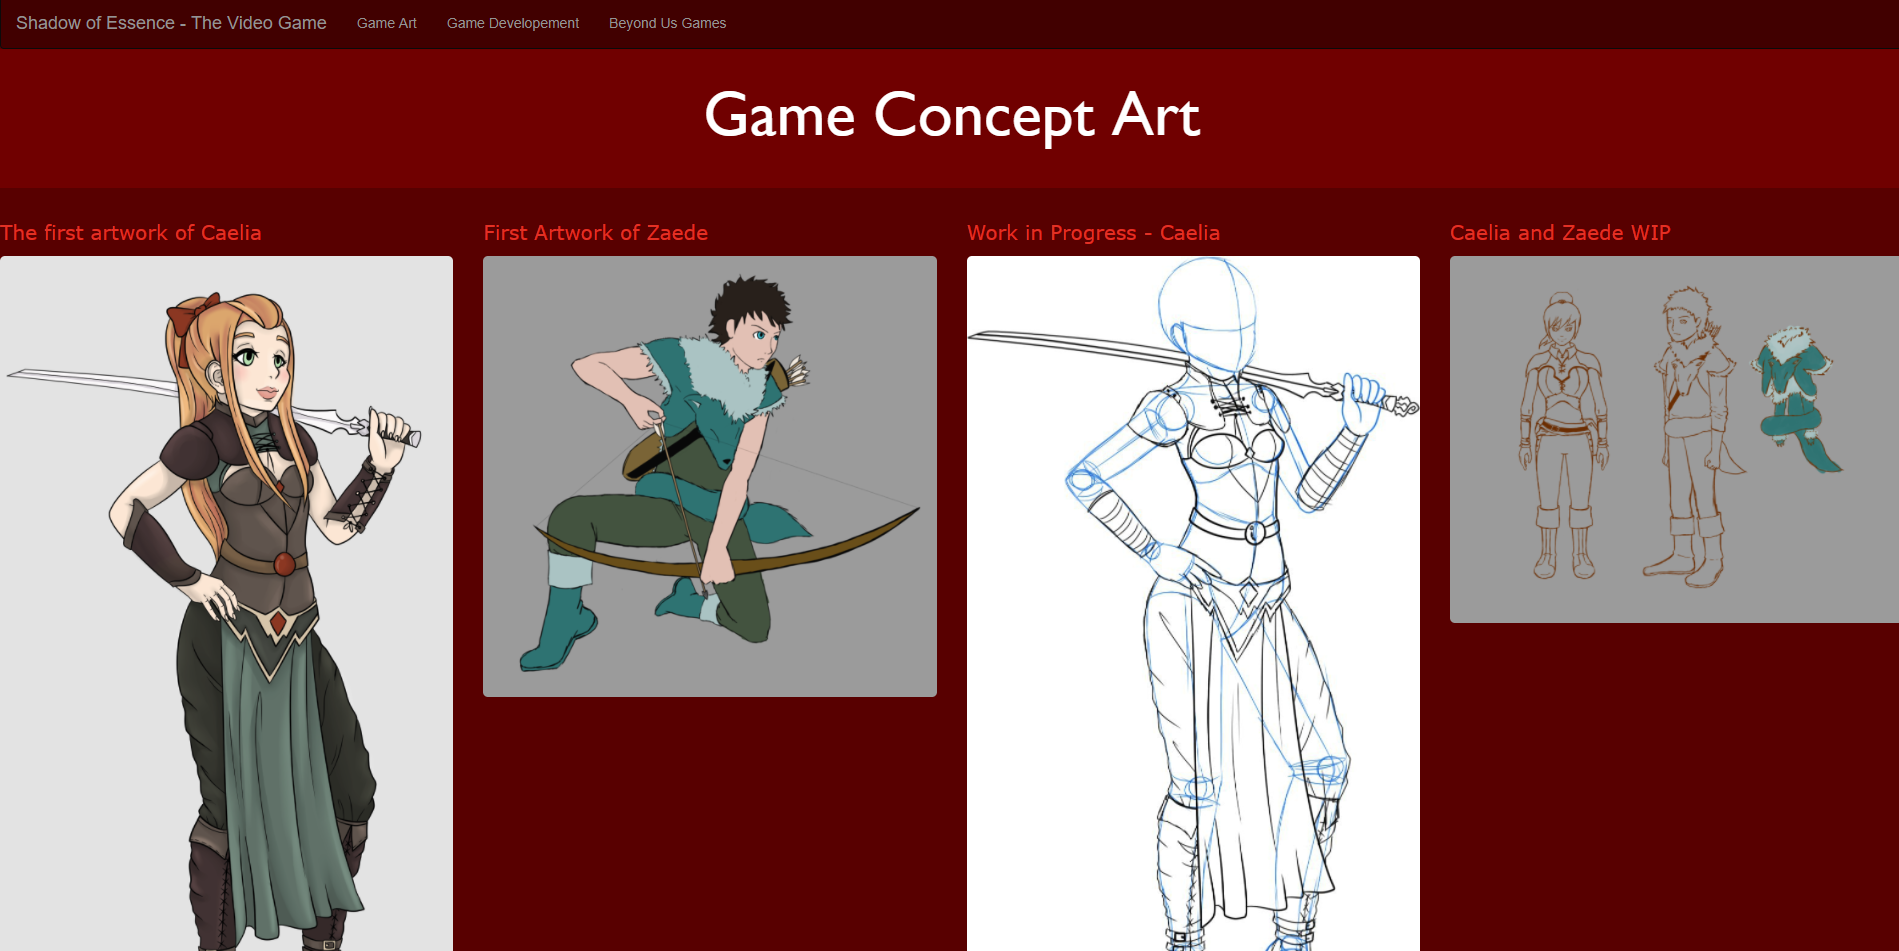 Shadow of Essence - The Video Game
Game Art
Game Developement
Beyond Us Games
Game Concept Art
The first artwork of Caelia
First Artwork of Zaede
Work in Progress - Caelia
Caelia and Zaede WIP